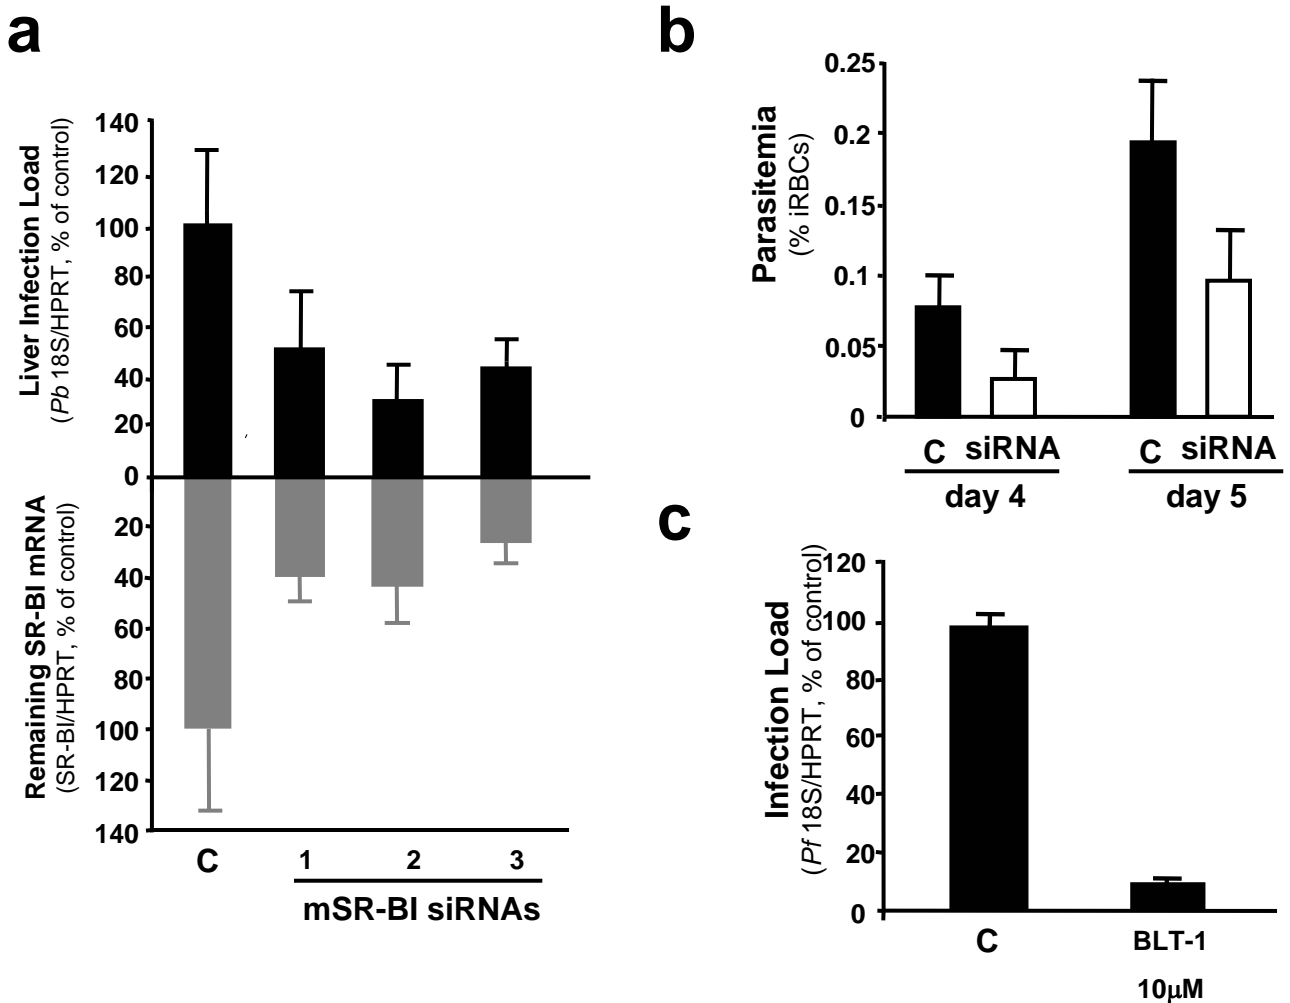 a
Liver Infection Load
(Pb 18S/HPRT, % of control)
140
120
100
80
60
40
20
0
Remaining SR-BI mRNA
(SR-BI/HPRT, % of control)
20
40
60
80
100
120
140
C 1 2 3
mSR-BI siRNAs
b
Parasitemia
(% iRBCs)
0.25
0.2
0.15
0.1
0.05
0
C siRNA C siRNA
day 4 day 5
c
Infection Load
(Pf 18S/HPRT, % of control)
120
100
80
60
40
20
0
C BLT-1
10µM